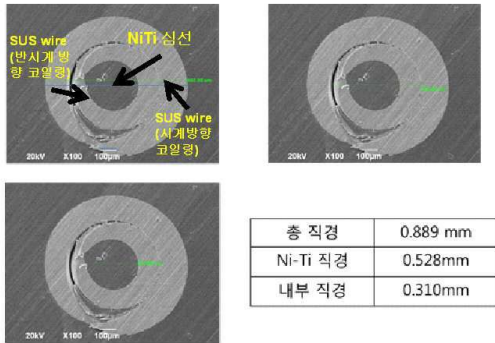 SUS wire
(반시계 방
향 코일링)
NiTi 심선
SUS wire
(시계방향
코일링)
20kV X100 100μm
20kV X100 100μm
20kV X100 100μm
총 직경 0.889 mm
Ni-Ti 직경 0.528mm
내부 직경 0.310mm